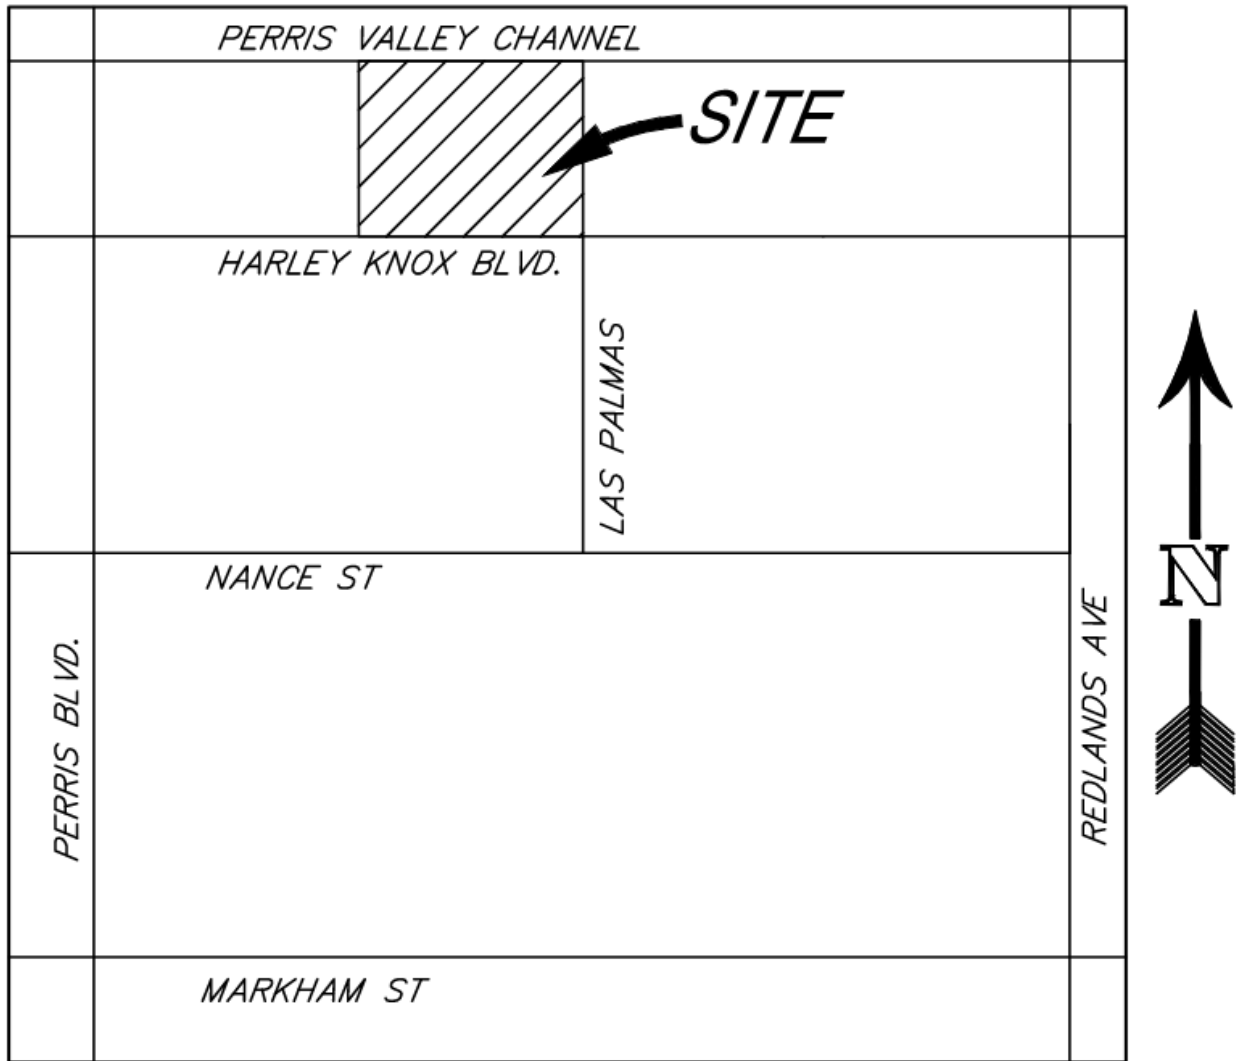 PERRIS VALLEY CHANNEL
SITE
HARLEY KNOX BLVD.
LAS PALMAS
NANCE ST
N
PERRIS BLVD.
REDLANDS AVE
MARKHAM ST